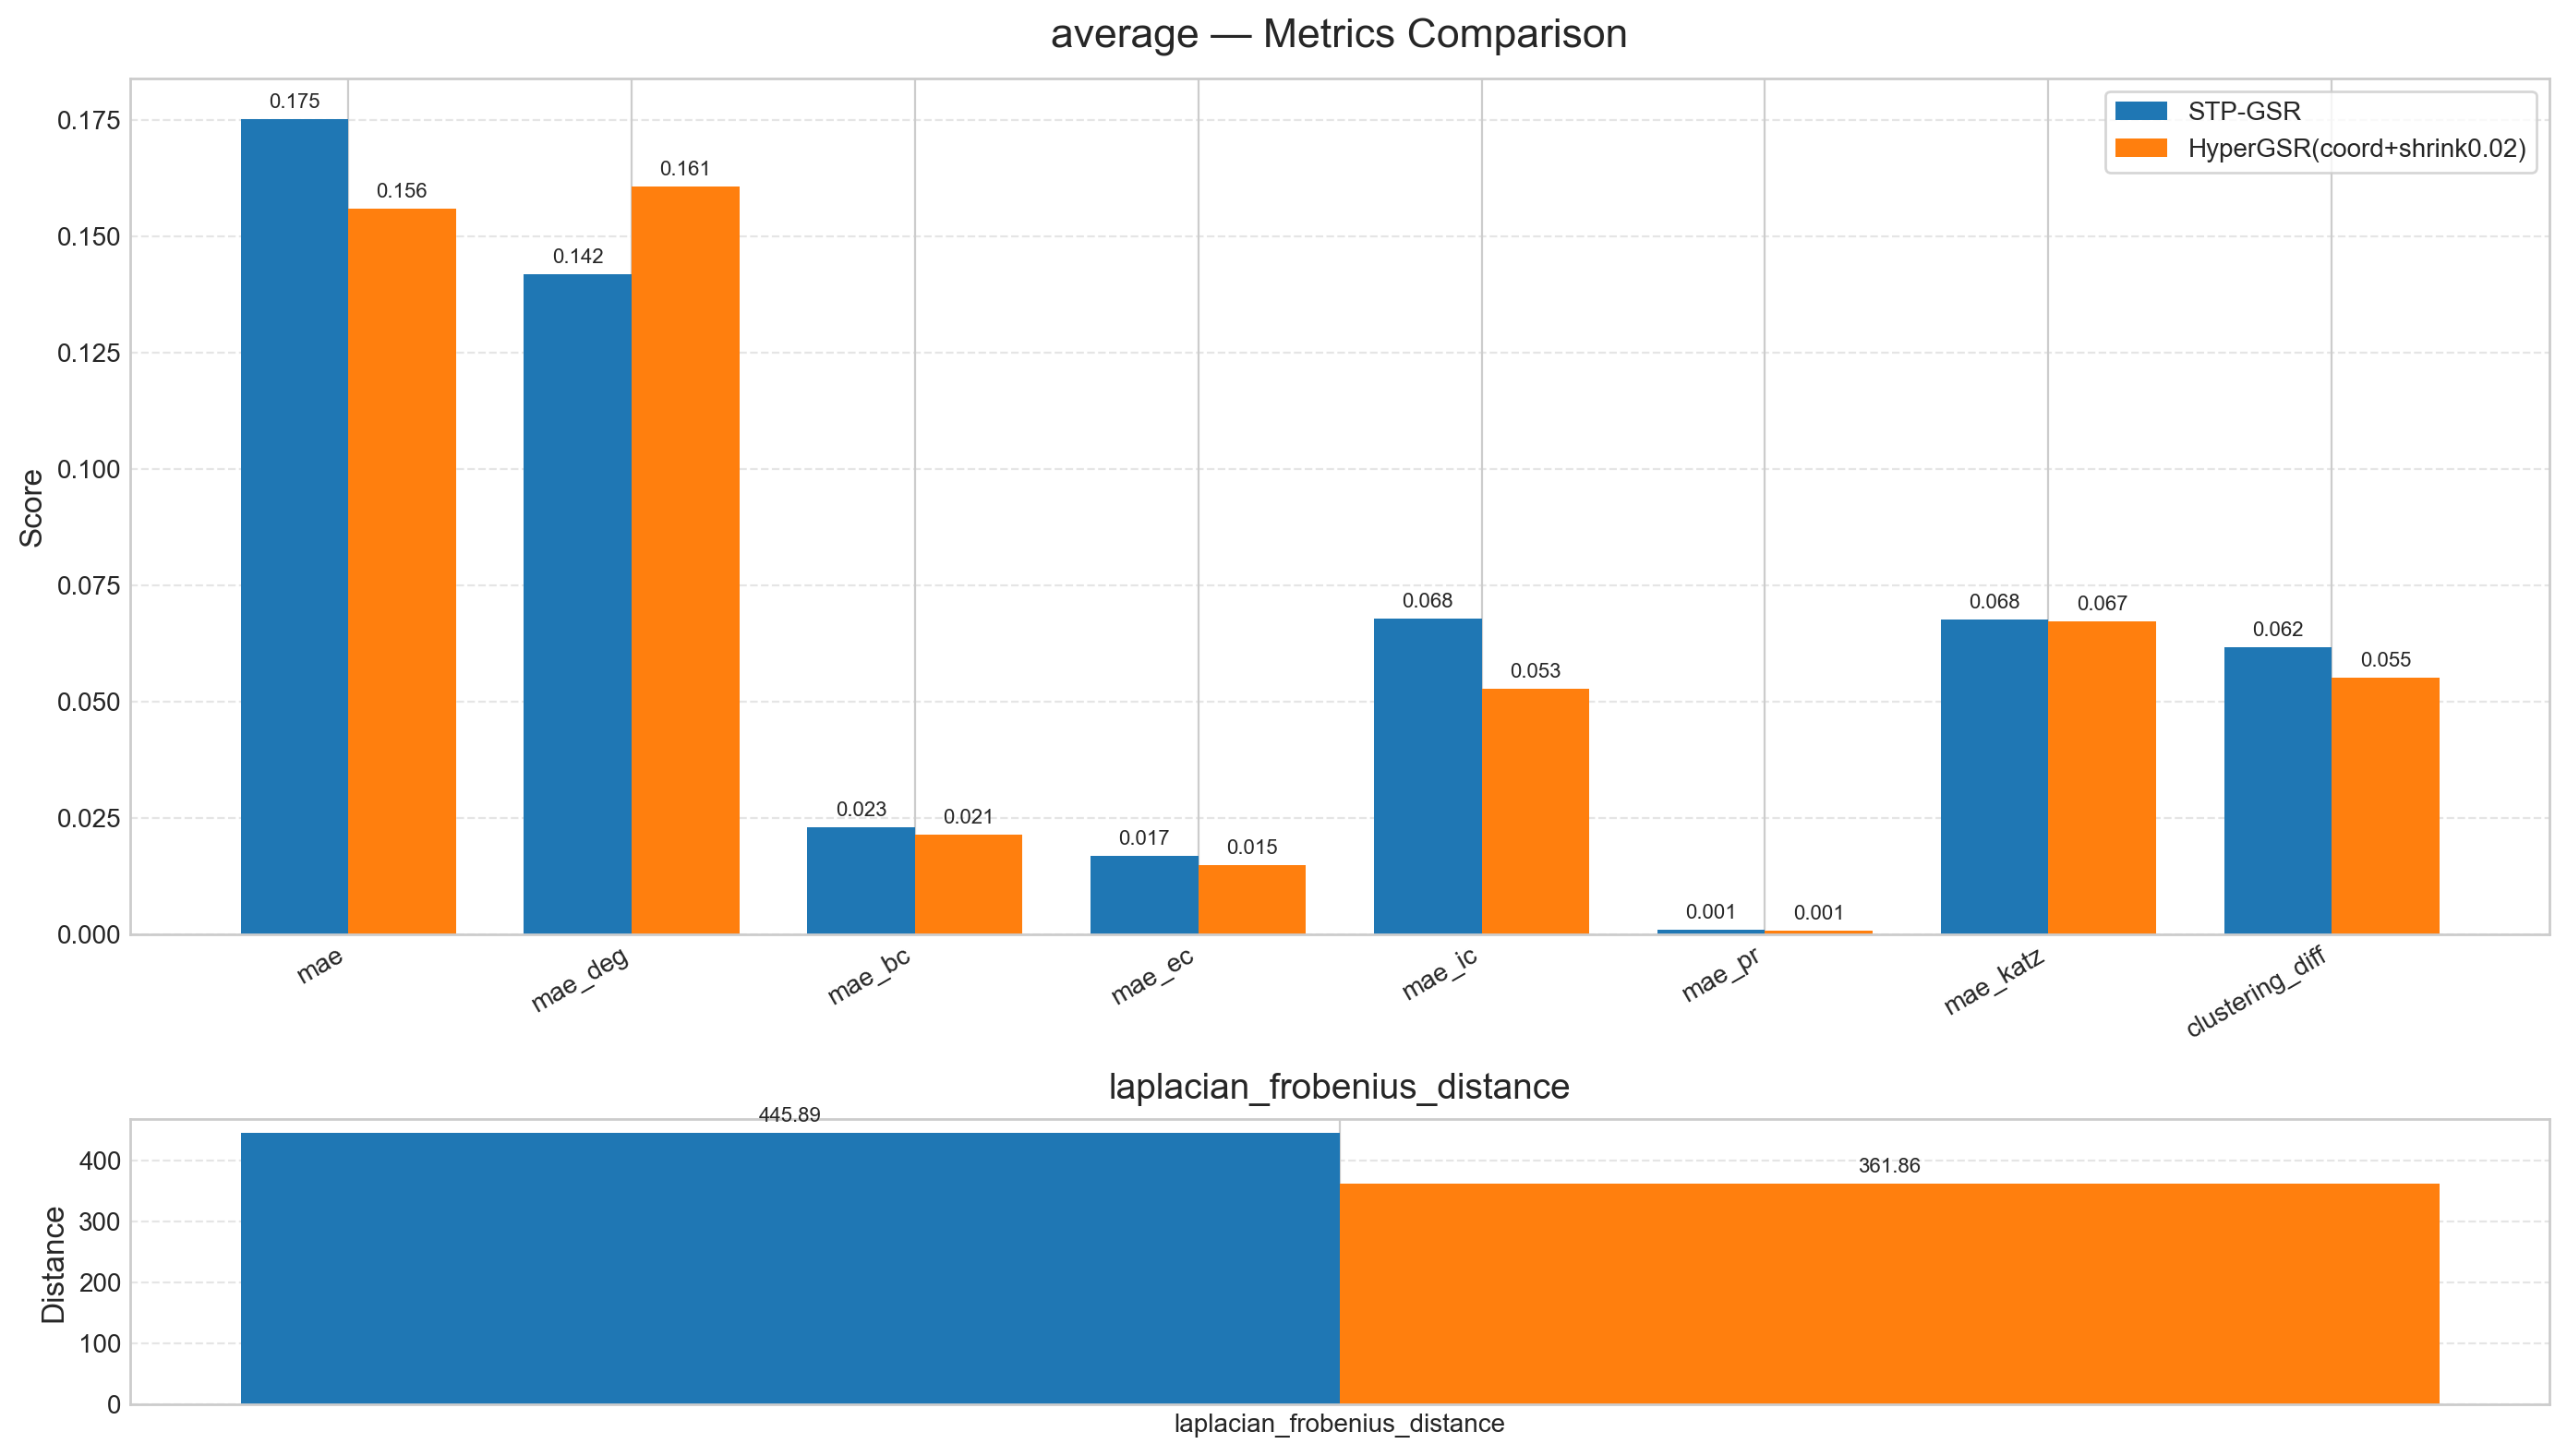 average — Metrics Comparison
Score
0.175
0.150
0.125
0.100
0.075
0.050
0.025
0.000
STP-GSR
HyperGSR(coord+shrink0.02)
0.175
0.156
0.142
0.161
0.023
0.021
0.017
0.015
0.068
0.053
0.001
0.001
0.068
0.067
0.062
0.055
mae
mae_deg
mae_bc
mae_ec
mae_ic
mae_pr
mae_katz
clustering_diff
laplacian_frobenius_distance
Distance
400
300
200
100
0
445.89
361.86
laplacian_frobenius_distance